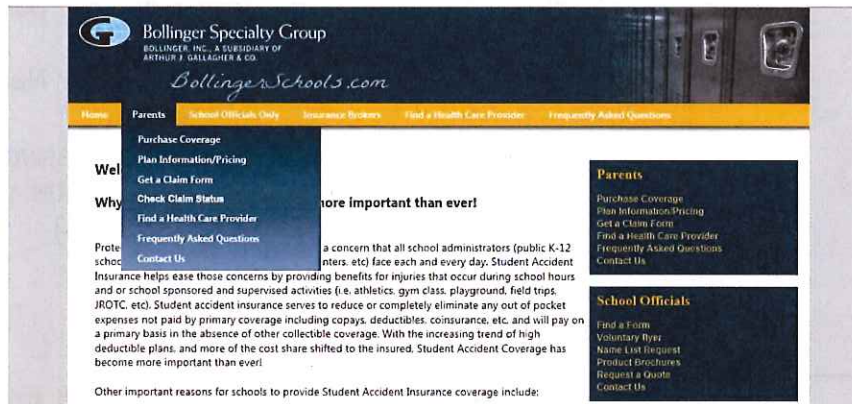 Bollinger Specialty Group
BOLLINGER, INC., A SUBSIDIARY OF
ARTHUR J. GALLAGHER & CO.
BollingerSchools.com
Home Parents School Officials Only Insurance Brokers Find a Health Care Provider Frequently Asked Questions
Purchase Coverage
Plan Information/Pricing
Get a Claim Form
Check Claim Status
Find a Health Care Provider
Frequently Asked Questions
Contact Us
Wel
Why ore important than ever!
Prote a concern that all school administrators (public K-12
schoo nters, etc) face each and every day. Student Accident
Insurance helps ease those concerns by providing benefits for injuries that occur during school hours
and or school sponsored and supervised activities (i.e. athletics, gym class, playground, field trips,
JROTC, etc). Student accident insurance serves to reduce or completely eliminate any out of pocket
expenses not paid by primary coverage including copays, deductibles, coinsurance, etc, and will pay on
a primary basis in the absence of other collectible coverage. With the increasing trend of high
deductible plans, and more of the cost share shifted to the insured, Student Accident Coverage has
become more important than ever!
Other important reasons for schools to provide Student Accident Insurance coverage include:
Parents
Purchase Coverage
Plan Information/Pricing
Get a Claim Form
Find a Health Care Provider
Frequently Asked Questions
Contact Us
School Officials
Find a Form
Voluntary flyer
Name List Request
Product Brochures
Request a Quote
Contact Us